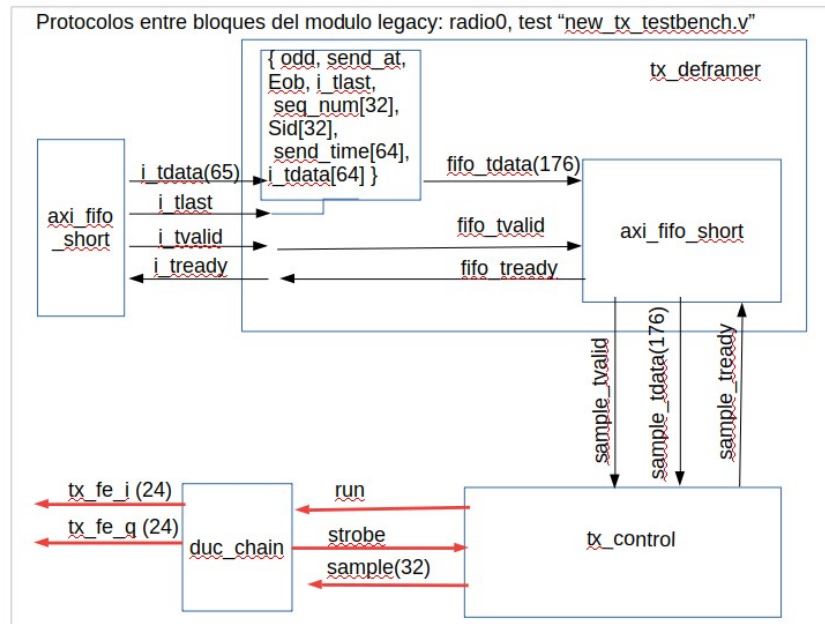 Protocolos entre bloques del modulo legacy: radio0, test “new_tx_testbench.v”
{ odd, send_at,
Eob, i_tlast,
seq_num[32],
Sid[32],
send_time[64],
i_tdata[64] }
tx_deframer
axi_fifo
_short
i_tdata(65)
i_tlast
i_tvalid
i_tready
fifo_tdata(176)
fifo_tvalid
fifo_tready
axi_fifo_short
sample_tvalid
sample_tdata(176)
sample_tready
tx_fe_i (24)
tx_fe_q (24)
duc_chain
run
strobe
sample(32)
tx_control